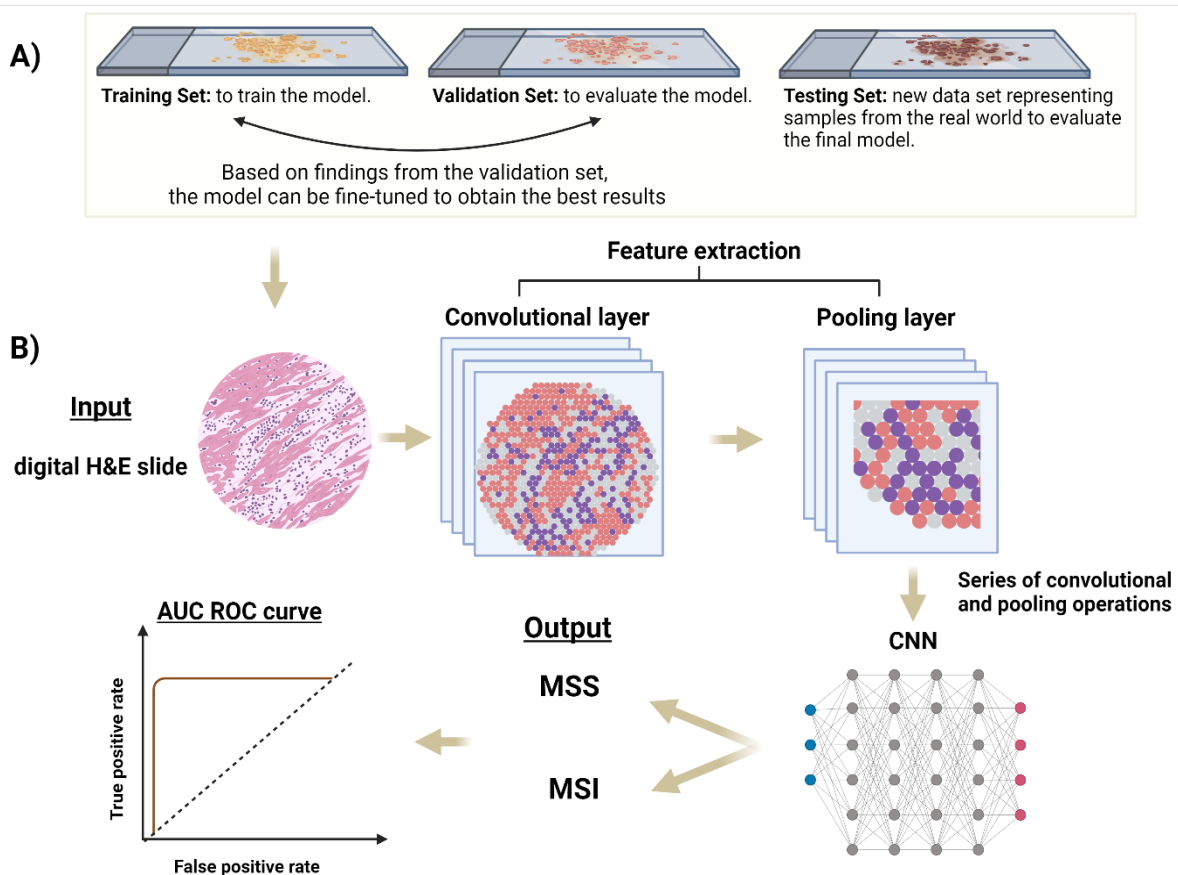 A)
Training Set: to train the model.
Validation Set: to evaluate the model.
Testing Set: new data set representing
samples from the real world to evaluate
the final model.
Based on findings from the validation set,
the model can be fine-tuned to obtain the best results
Feature extraction
Convolutional layer
Pooling layer
B)
Input
digital H&E slide
Series of convolutional
and pooling operations
CNN
Output
MSS
MSI
AUC ROC curve
True positive rate
False positive rate